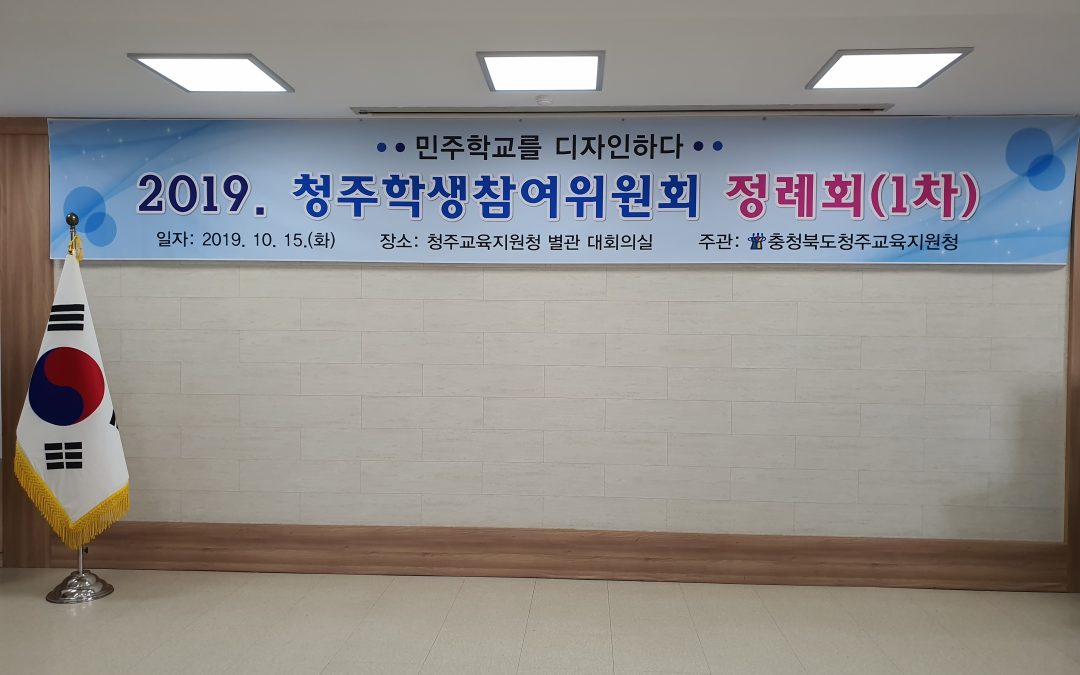 민주학교를 디자인하다
2019. 청주학생참여위원회 정례회(1차)
일자: 2019. 10. 15.(화) 장소: 청주교육지원청 별관 대회의실 주관: 충청북도청주교육지원청